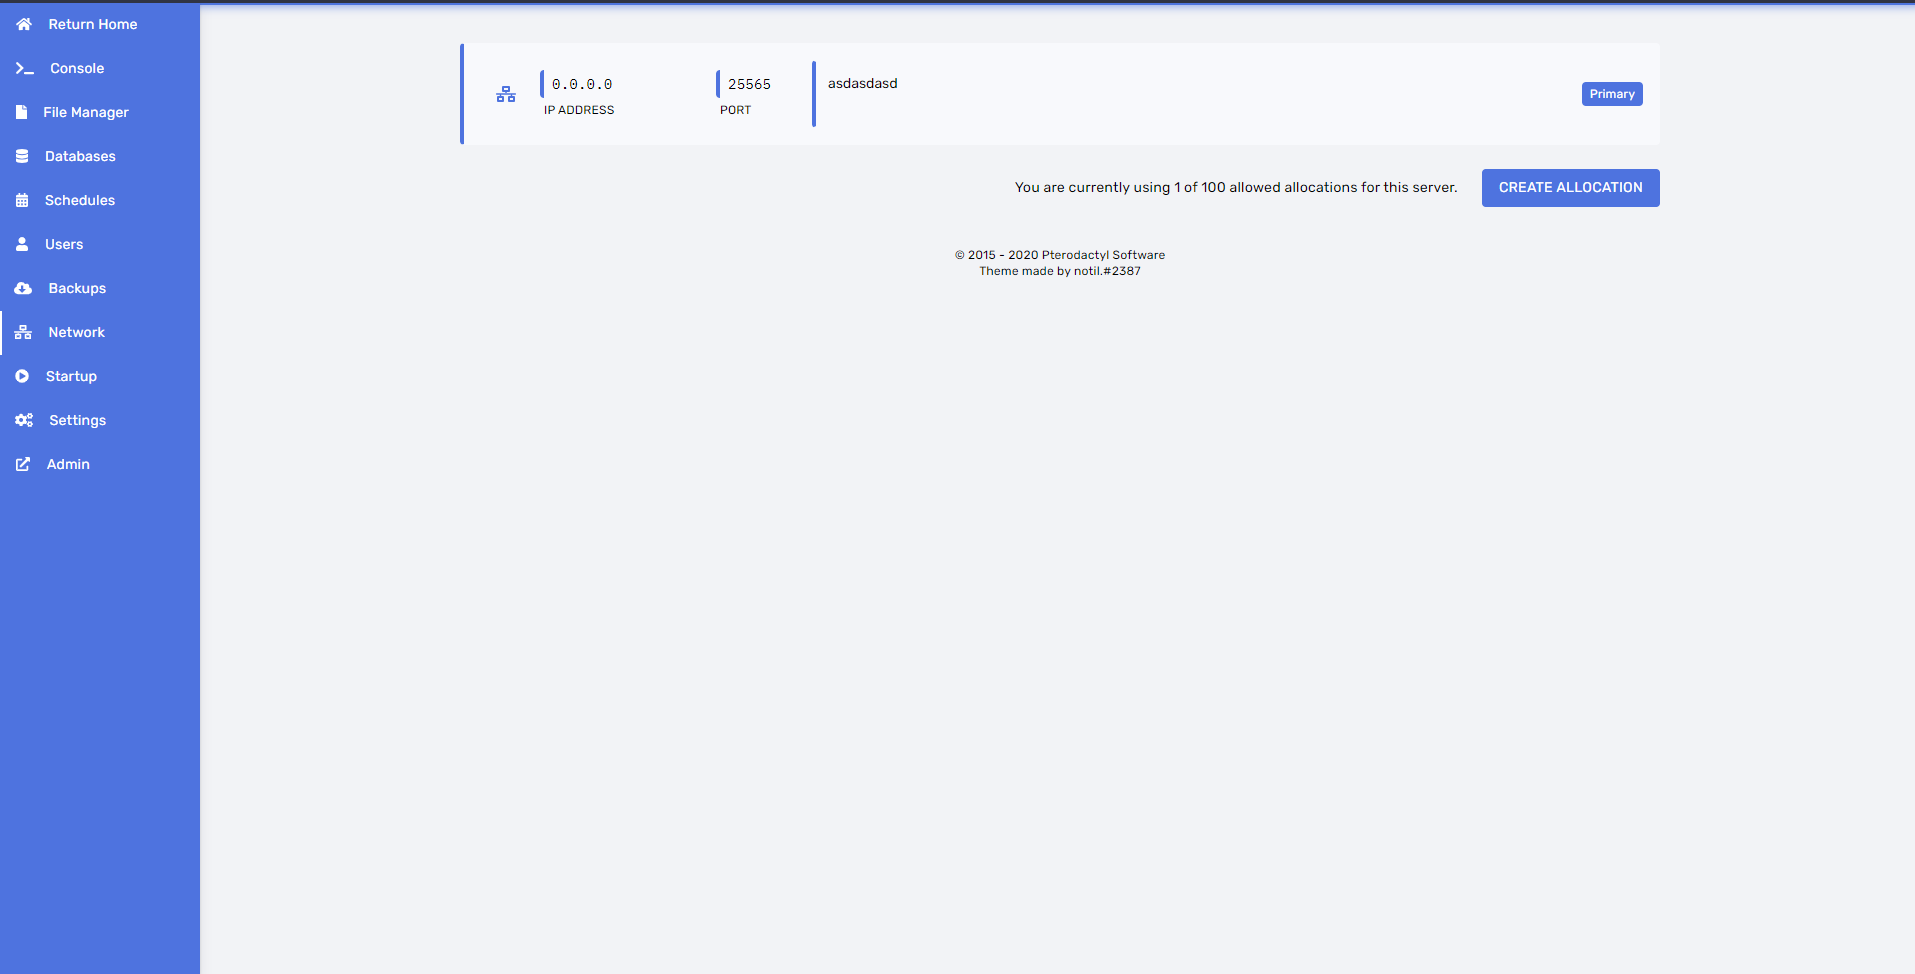 Return Home
Console
File Manager
Databases
Schedules
Users
Backups
Network
Startup
Settings
Admin
0.0.0.0
IP ADDRESS
25565
PORT
asdasdasd
Primary
You are currently using 1 of 100 allowed allocations for this server.
CREATE ALLOCATION
© 2015 - 2020 Pterodactyl Software
Theme made by notil.#2387